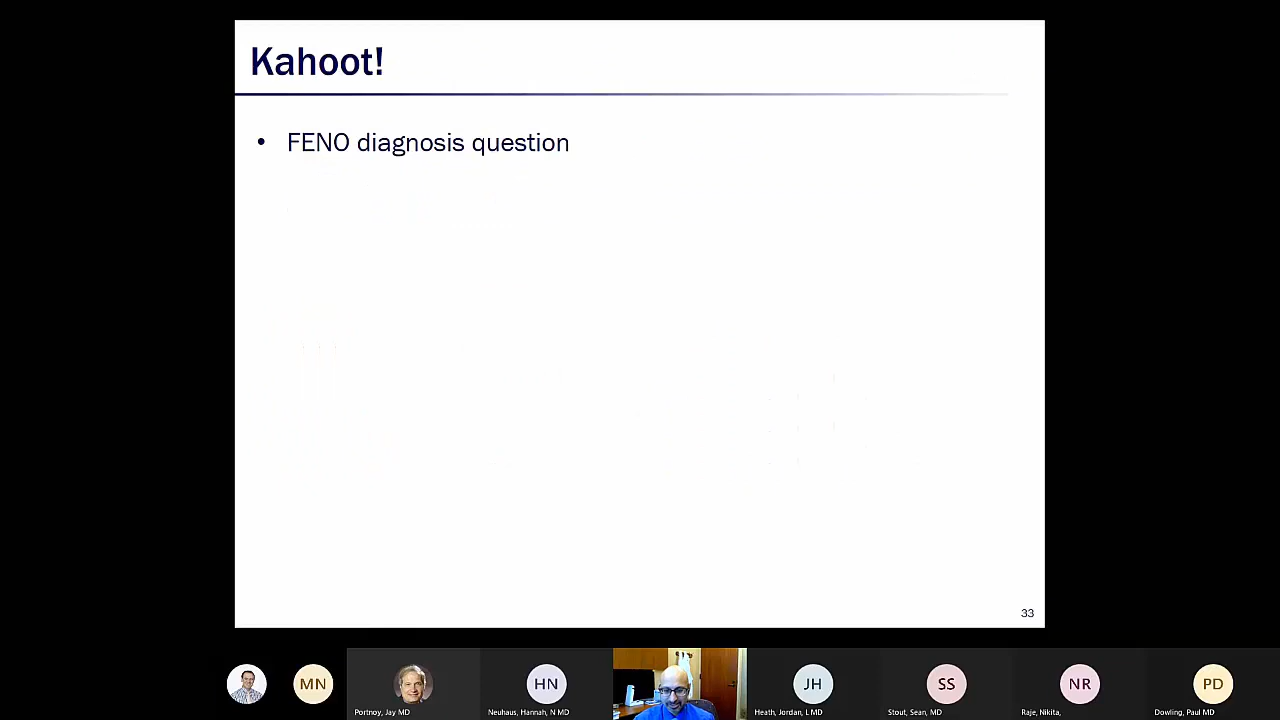 Kahoot!
• FENO diagnosis question
33
MN
HN
JH
SS
NR
PD
Portnoy, Jay MD
Neuhaus, Hannah, N MD
Heath, Jordan, L MD
Stout, Sean, MD
Raje, Nikita,
Dowling, Paul MD